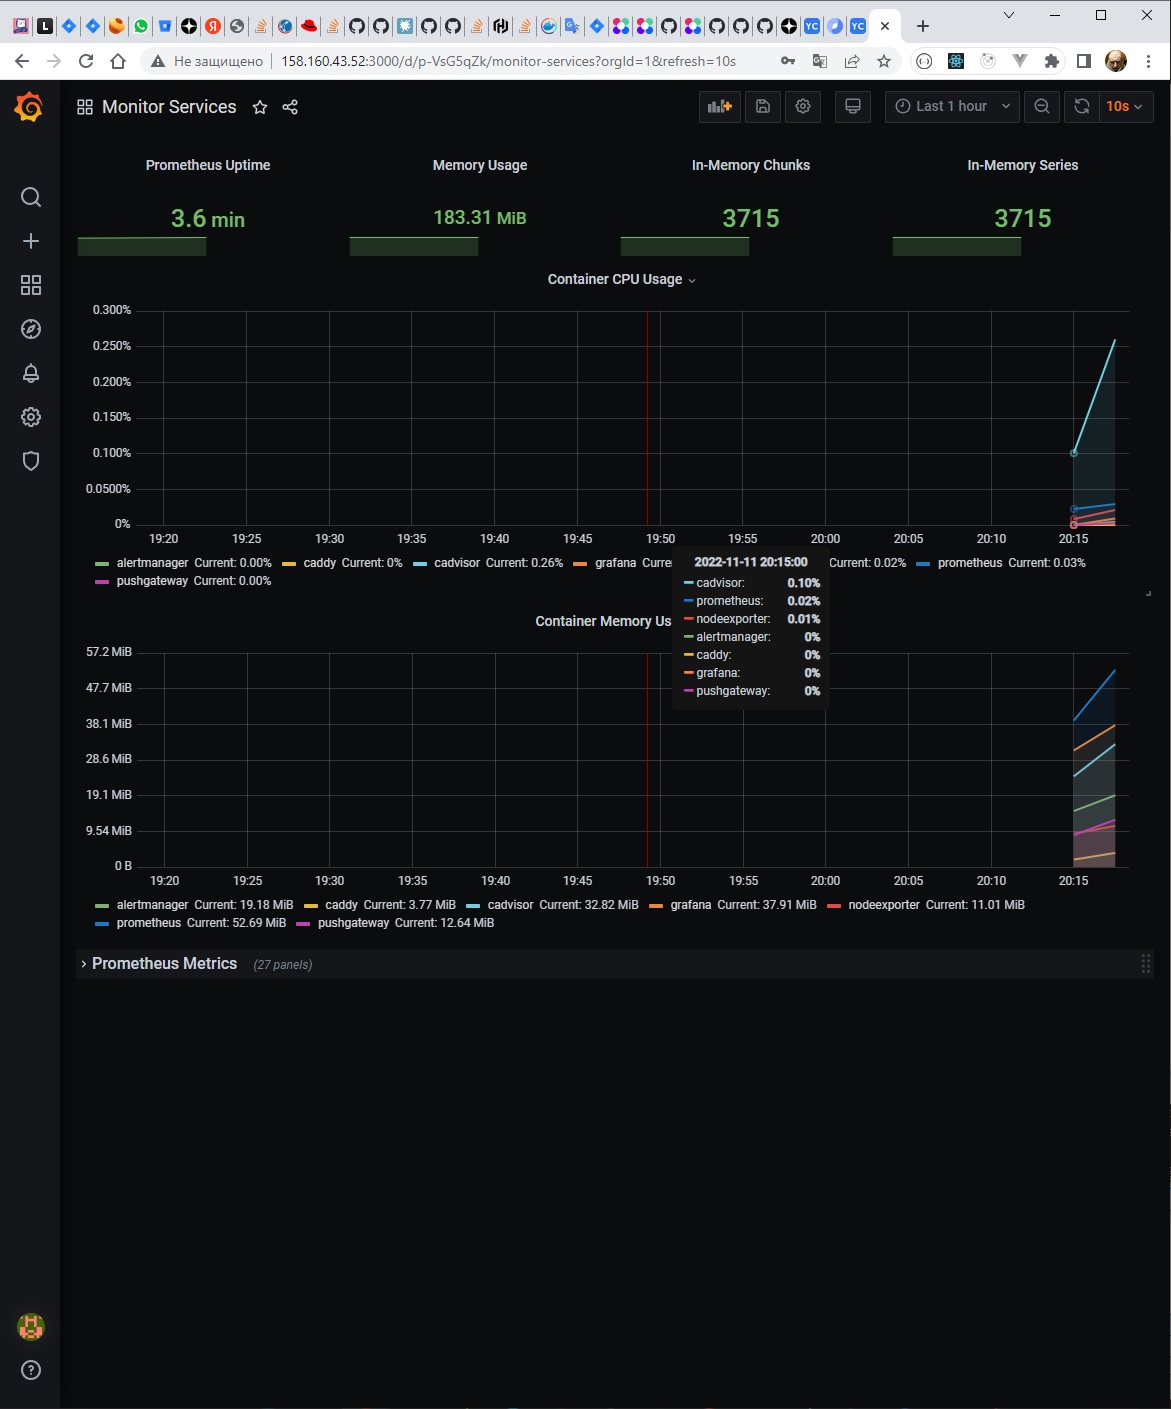 Не защищено 158.160.43.52:3000/d/p-VsG5qZk/monitor-services?orgId=1&refresh=10s
Monitor Services
Last 1 hour
10s
Prometheus Uptime
Memory Usage
In-Memory Chunks
In-Memory Series
3.6 min
183.31 MiB
3715
3715
Container CPU Usage
0.300%
0.250%
0.200%
0.150%
0.100%
0.0500%
0%
19:20 19:25 19:30 19:35 19:40 19:45 19:50 19:55 20:00 20:05 20:10 20:15
alertmanager Current: 0.00% caddy Current: 0% cadvisor Current: 0.26% grafana Current: 0.02% prometheus Current: 0.03%
pushgateway Current: 0.00%
2022-11-11 20:15:00
cadvisor: 0.10%
prometheus: 0.02%
nodeexporter: 0.01%
alertmanager: 0%
caddy: 0%
grafana: 0%
pushgateway: 0%
Container Memory Us
57.2 MiB
47.7 MiB
38.1 MiB
28.6 MiB
19.1 MiB
9.54 MiB
0 B
19:20 19:25 19:30 19:35 19:40 19:45 19:50 19:55 20:00 20:05 20:10 20:15
alertmanager Current: 19.18 MiB caddy Current: 3.77 MiB cadvisor Current: 32.82 MiB grafana Current: 37.91 MiB nodeexporter Current: 11.01 MiB
prometheus Current: 52.69 MiB pushgateway Current: 12.64 MiB
Prometheus Metrics (27 panels)